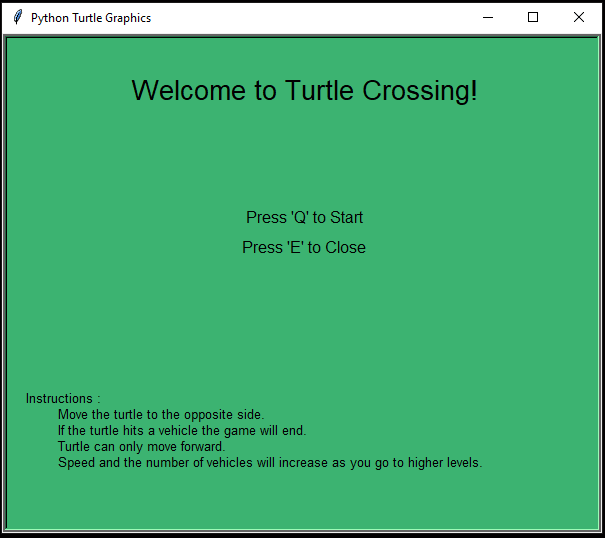 Python Turtle Graphics
Welcome to Turtle Crossing!
Press 'Q' to Start
Press 'E' to Close
Instructions :
Move the turtle to the opposite side.
If the turtle hits a vehicle the game will end.
Turtle can only move forward.
Speed and the number of vehicles will increase as you go to higher levels.